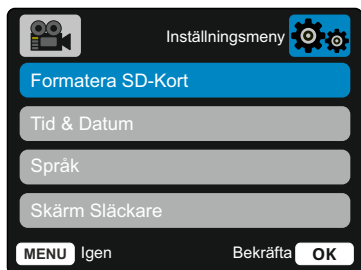 Inställningsmeny
Formatera SD-Kort
Tid & Datum
Språk
Skärm Släckare
MENU Igen Bekräfta OK